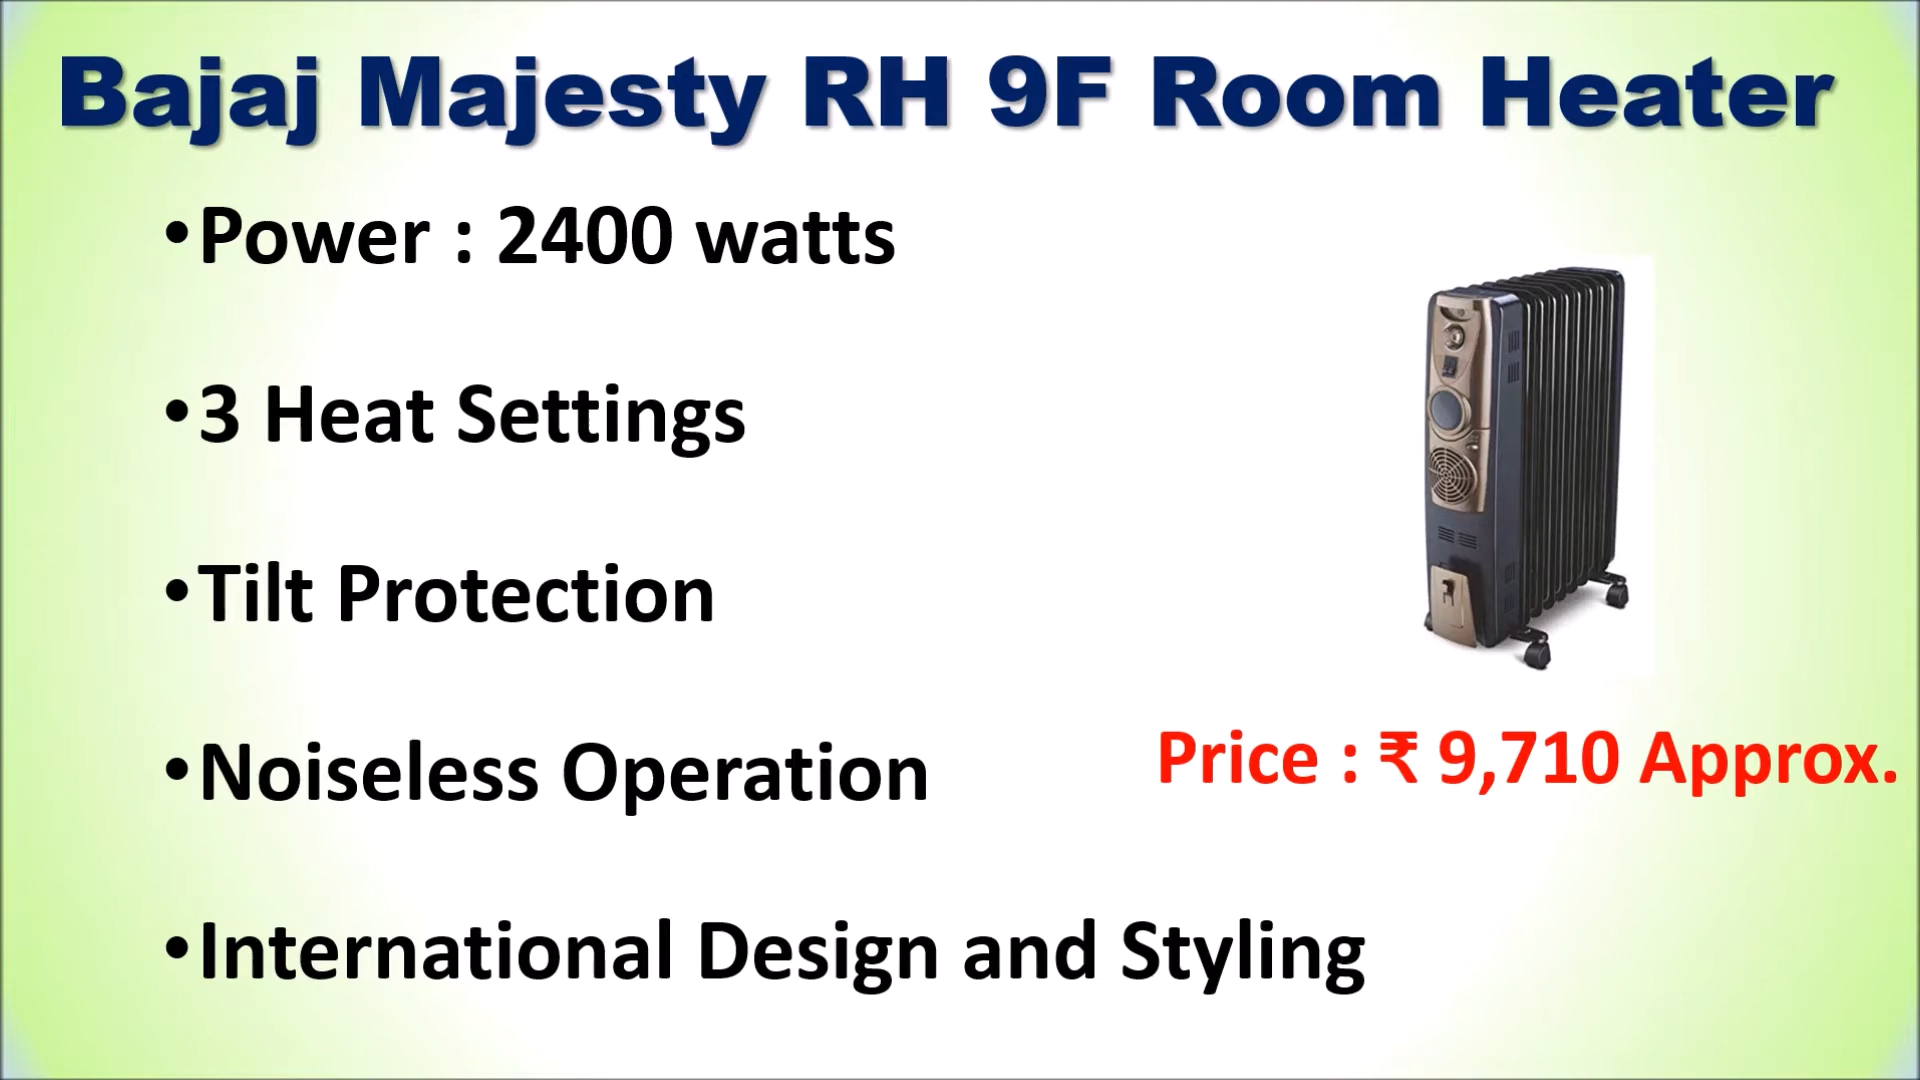 Bajaj Majesty RH 9F Room Heater
•Power : 2400 watts
•3 Heat Settings
•Tilt Protection
•Noiseless Operation
Price : ₹ 9,710 Approx.
•International Design and Styling